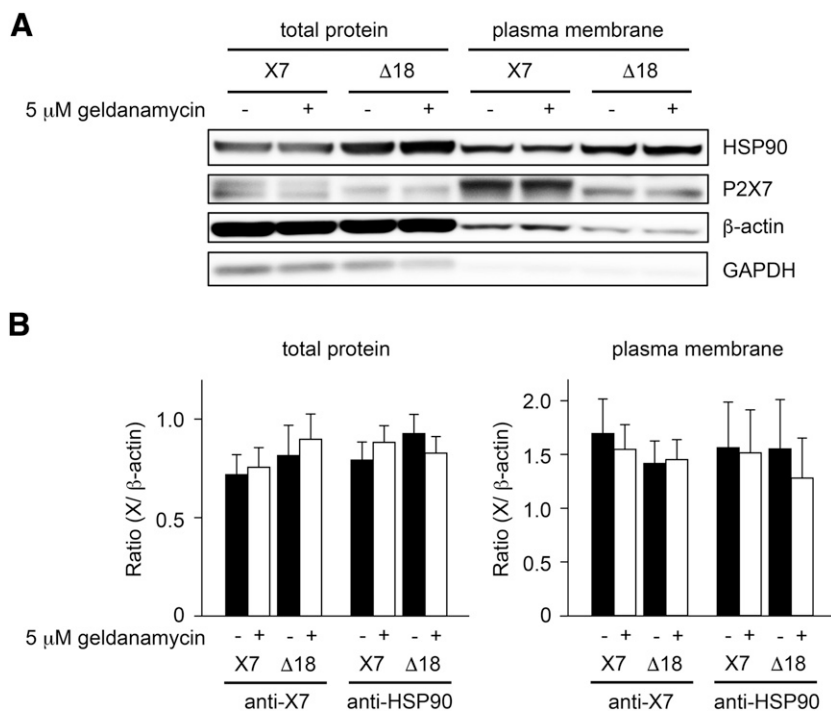 A
total protein plasma membrane
X7 Δ18 X7 Δ18
5 μM geldanamycin - + - + - + - +
HSP90
P2X7
β-actin
GAPDH
B
total protein plasma membrane
Ratio (X/ β-actin)
1.0
0.5
0
Ratio (X/ β-actin)
2.0
1.5
1.0
0.5
0
5 μM geldanamycin - + - + - + - + - + - + - + - +
X7 Δ18 X7 Δ18 X7 Δ18 X7 Δ18
anti-X7 anti-HSP90 anti-X7 anti-HSP90